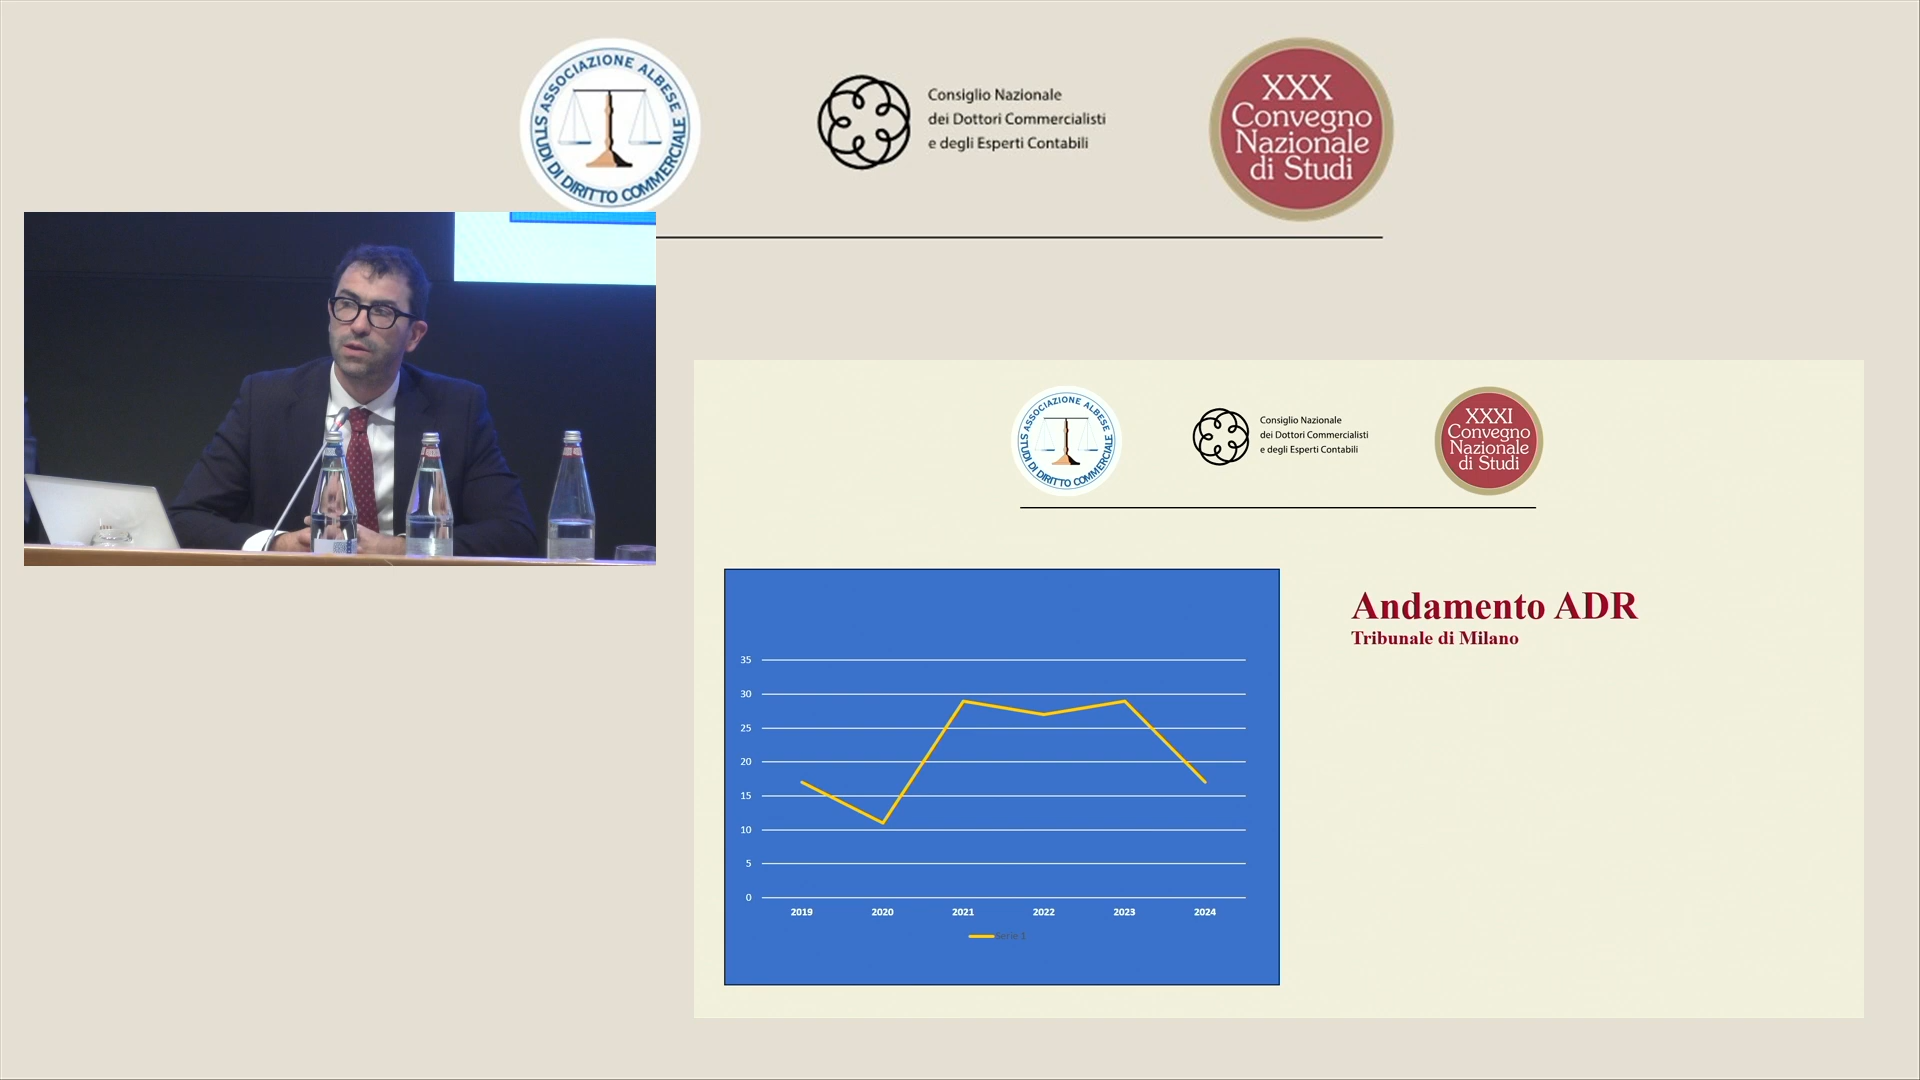 ASSOCIAZIONE ALBESE
STUDI DI DIRITTO COMMERCIALE
Consiglio Nazionale
dei Dottori Commercialisti
e degli Esperti Contabili
XXX
Convegno
Nazionale
di Studi
ASSOCIAZIONE ALBESE
STUDI DI DIRITTO COMMERCIALE
Consiglio Nazionale
dei Dottori Commercialisti
e degli Esperti Contabili
XXXI
Convegno
Nazionale
di Studi
Andamento ADR
Tribunale di Milano
35
30
25
20
15
10
5
0
2019 2020 2021 2022 2023 2024
Serie 1